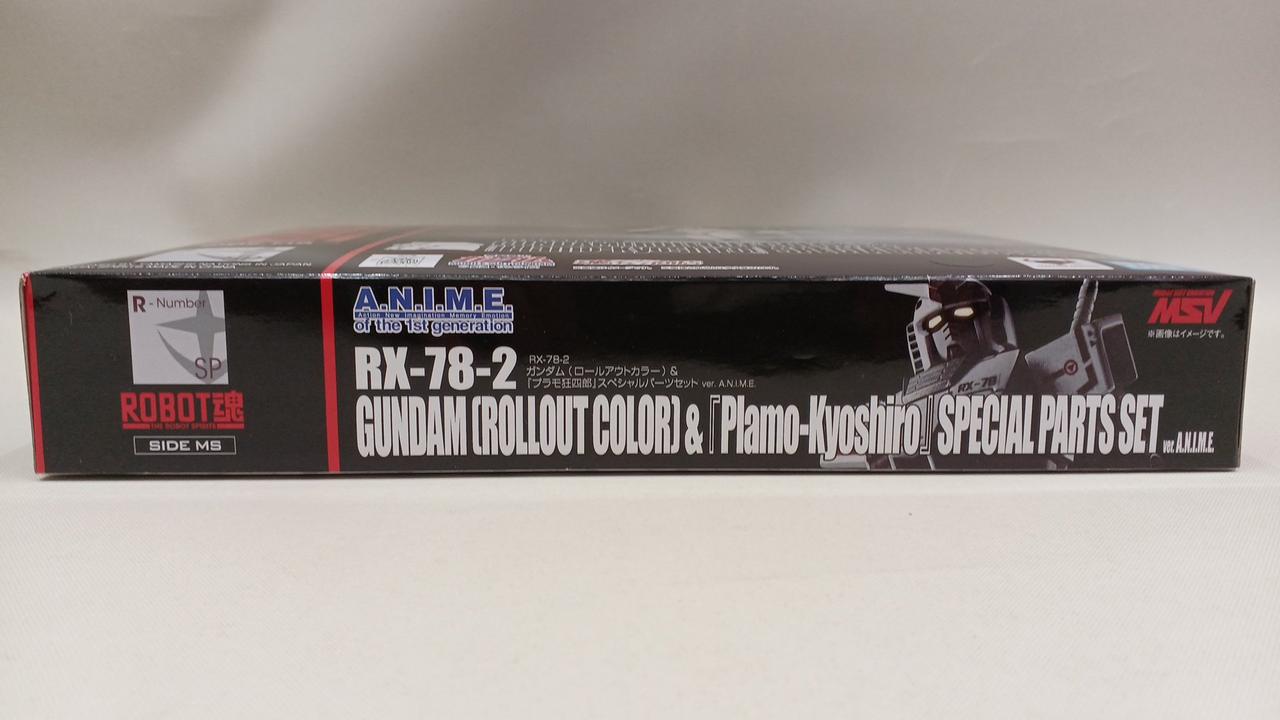 R - Number
SP
ROBOT魂
THE ROBOT SPIRITS
SIDE MS
A.N.I.M.E.
Action New Imagination Memory Emotion
of the 1st generation
RX-78-2
RX-78-2
ガンダム（ロールアウトカラー）&
「プラモ狂四郎」スペシャルパーツセット ver. A.N.I.M.E.
GUNDAM (ROLLOUT COLOR) & 『Plamo-Kyoshiro』 SPECIAL PARTS SET ver. A.N.I.M.E.
RX-78
MSV
※画像はイメージです。